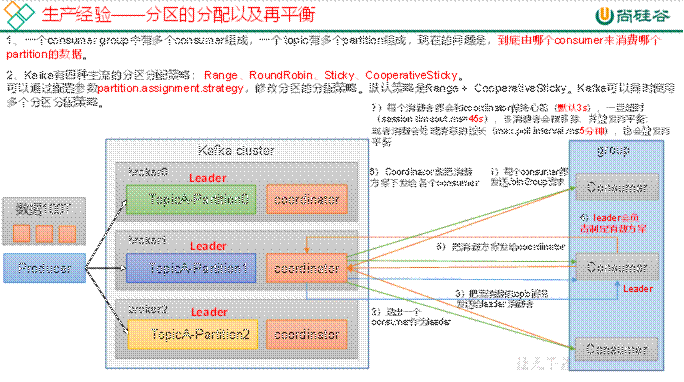 生产经验——分区的分配以及再平衡
尚硅谷
1、一个consumer group中有多个consumer组成，一个topic有多个partition组成，现在的问题是，到底由哪个consumer来消费哪个
partition的数据。
2、Kafka有四种主流的分区分配策略：Range、RoundRobin、Sticky、CooperativeSticky。
可以通过配置参数partition.assignment.strategy，修改分区的分配策略。默认策略是Range + CooperativeSticky。Kafka可以同时使用
多个分区分配策略。
7）每个消费者都会和coordinator保持心跳（默认3s），一旦超时
（session.timeout.ms=45s），该消费者会被移除，并触发再平衡；
或者消费者处理消息的过长（max.poll.interval.ms5分钟），也会触发再
平衡
Kafka cluster
group
broker0
Leader
TopicA-Partition0
coordinator
6）Coordinator就把消费
方案下发给各个consumer
1）每个consumer都
发送JoinGroup请求
Consumer
Producer
broker1
Leader
TopicA-Partition1
coordinator
5）把消费方案发给coordinator
4）leader会负
责制定消费方案
Consumer
Leader
3）把要消费的topic情况
发送给leader 消费者
2）选出一个
consumer作为leader
broker2
Leader
TopicA-Partition2
coordinator
Consumer